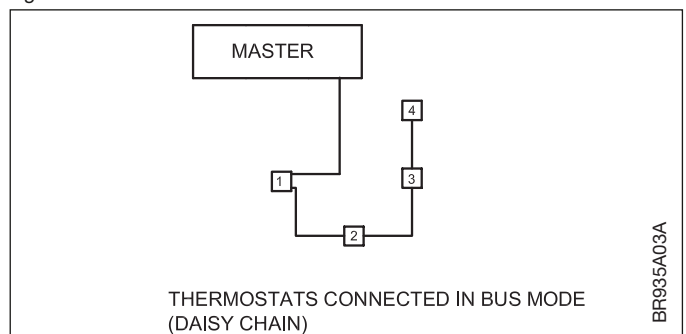 MASTER
4
1
3
2
THERMOSTATS CONNECTED IN BUS MODE
(DAISY CHAIN)
BR935A03A